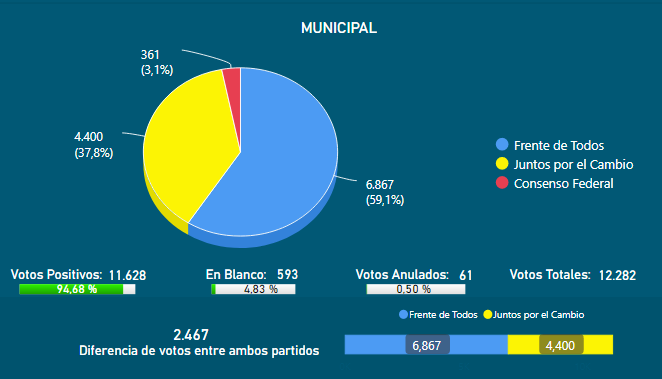 MUNICIPAL
361
(3,1%)
4.400
(37,8%)
6.867
(59,1%)
Frente de Todos
Juntos por el Cambio
Consenso Federal
Votos Positivos: 11.628
94,68 %
En Blanco: 593
4,83 %
Votos Anulados: 61
0,50 %
Votos Totales: 12.282
2.467
Diferencia de votos entre ambos partidos
Frente de Todos Juntos por el Cambio
6,867 4,400